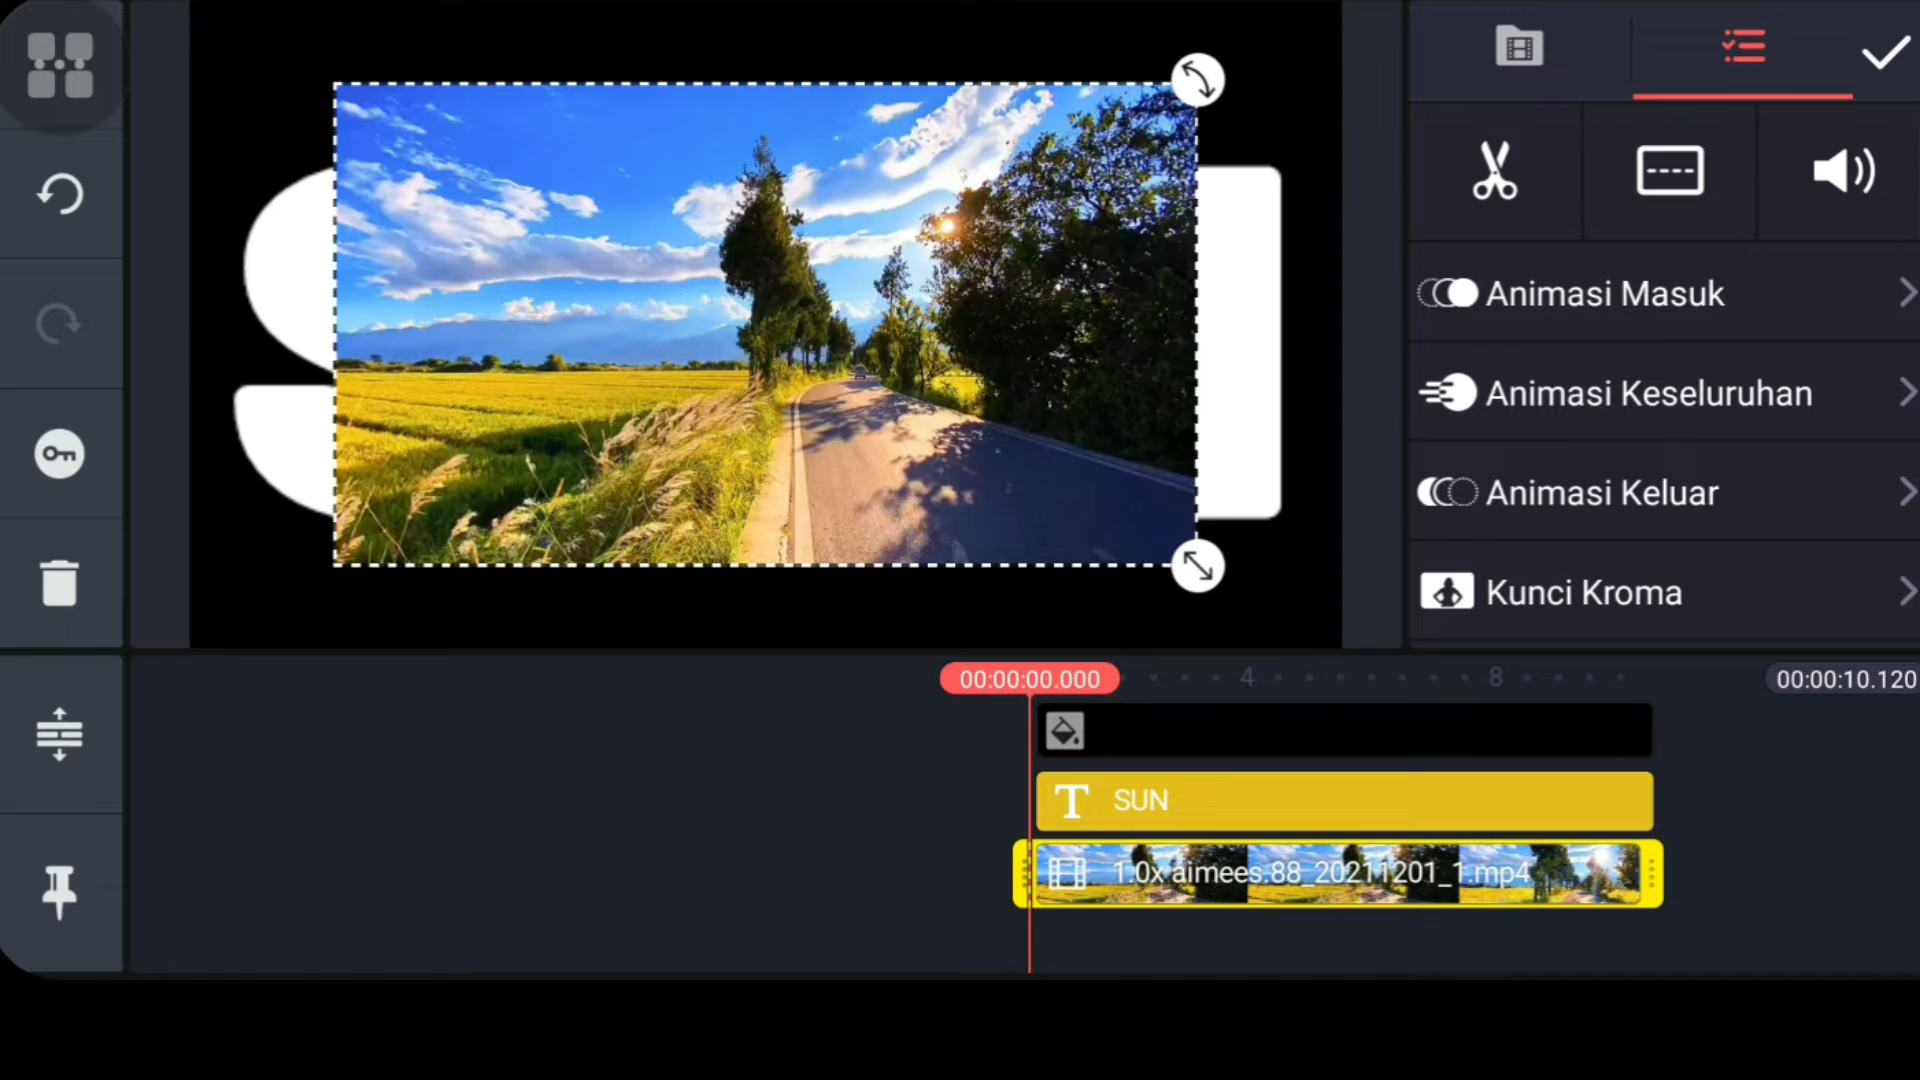 Animasi Masuk
Animasi Keseluruhan
Animasi Keluar
Kunci Kroma
00:00:00.000 4 8 00:00:10.120
SUN
1.0x aimees.88_20211201_1.mp4